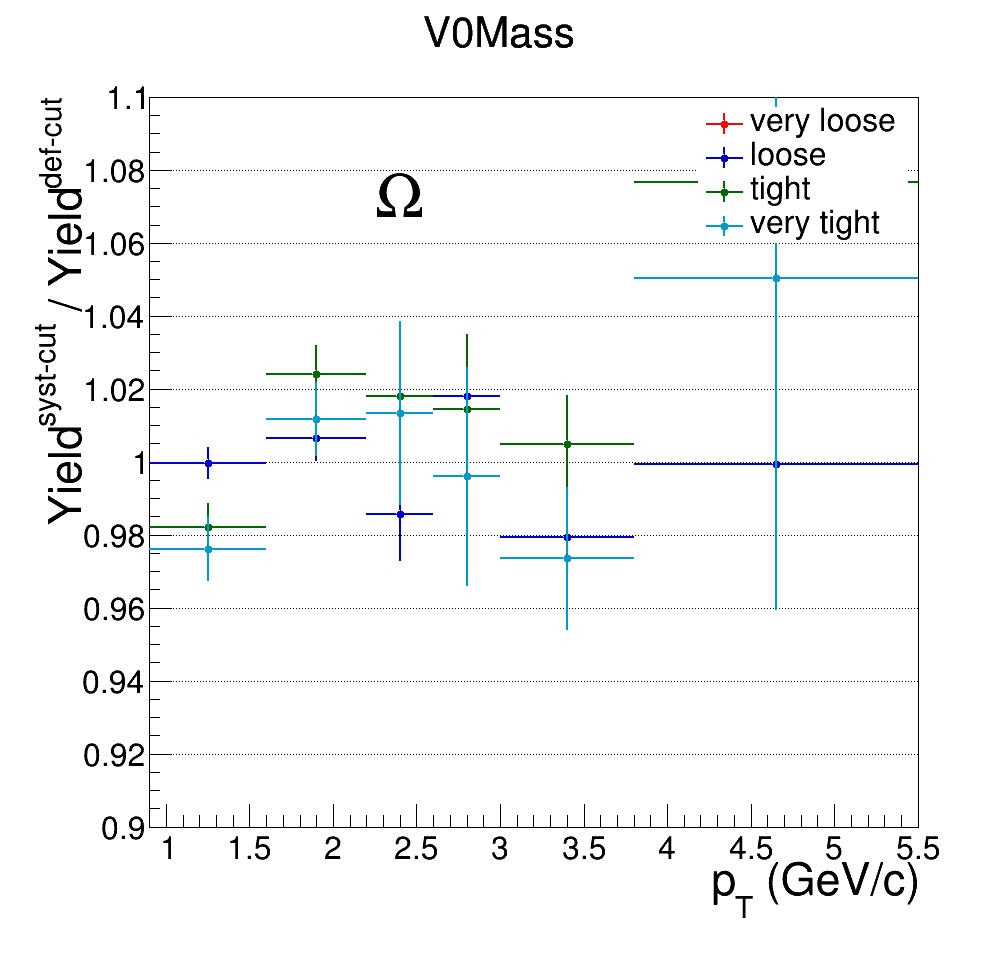 V0Mass
Yield^syst-cut / Yield^def-cut
1.1
1.08
1.06
1.04
1.02
1
0.98
0.96
0.94
0.92
0.9
Ω
very loose
loose
tight
very tight
1 1.5 2 2.5 3 3.5 4 4.5 5 5.5
p_T (GeV/c)